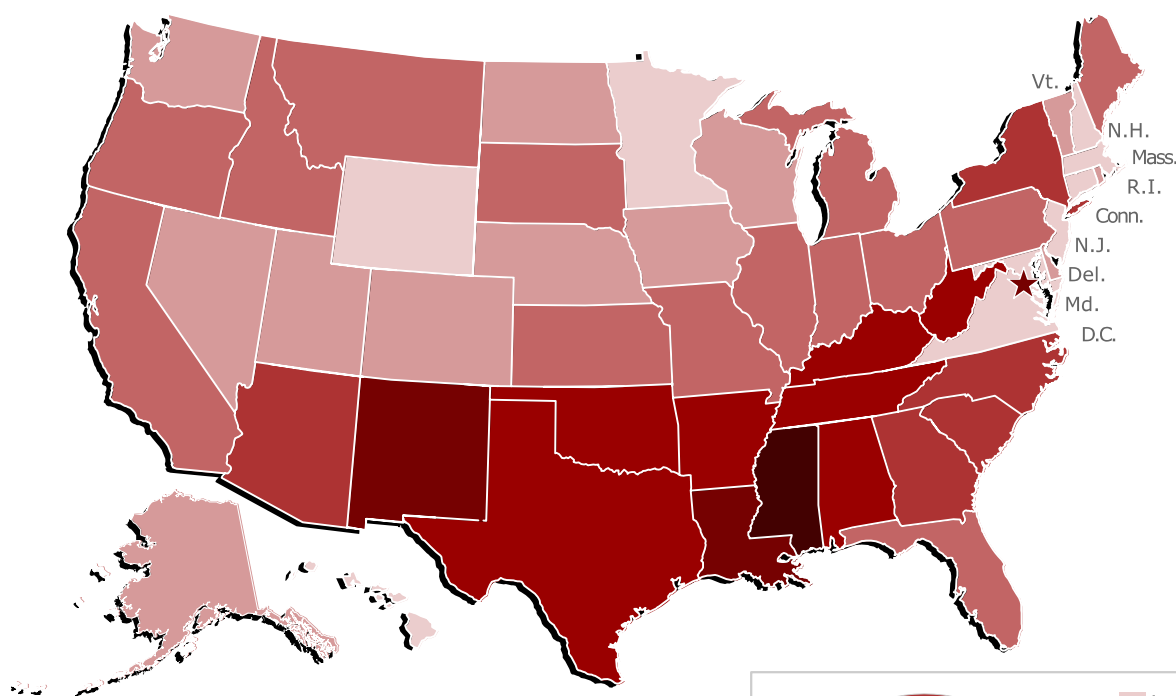 Vt.
N.H.
Mass.
R.I.
Conn.
N.J.
Del.
Md.
D.C.